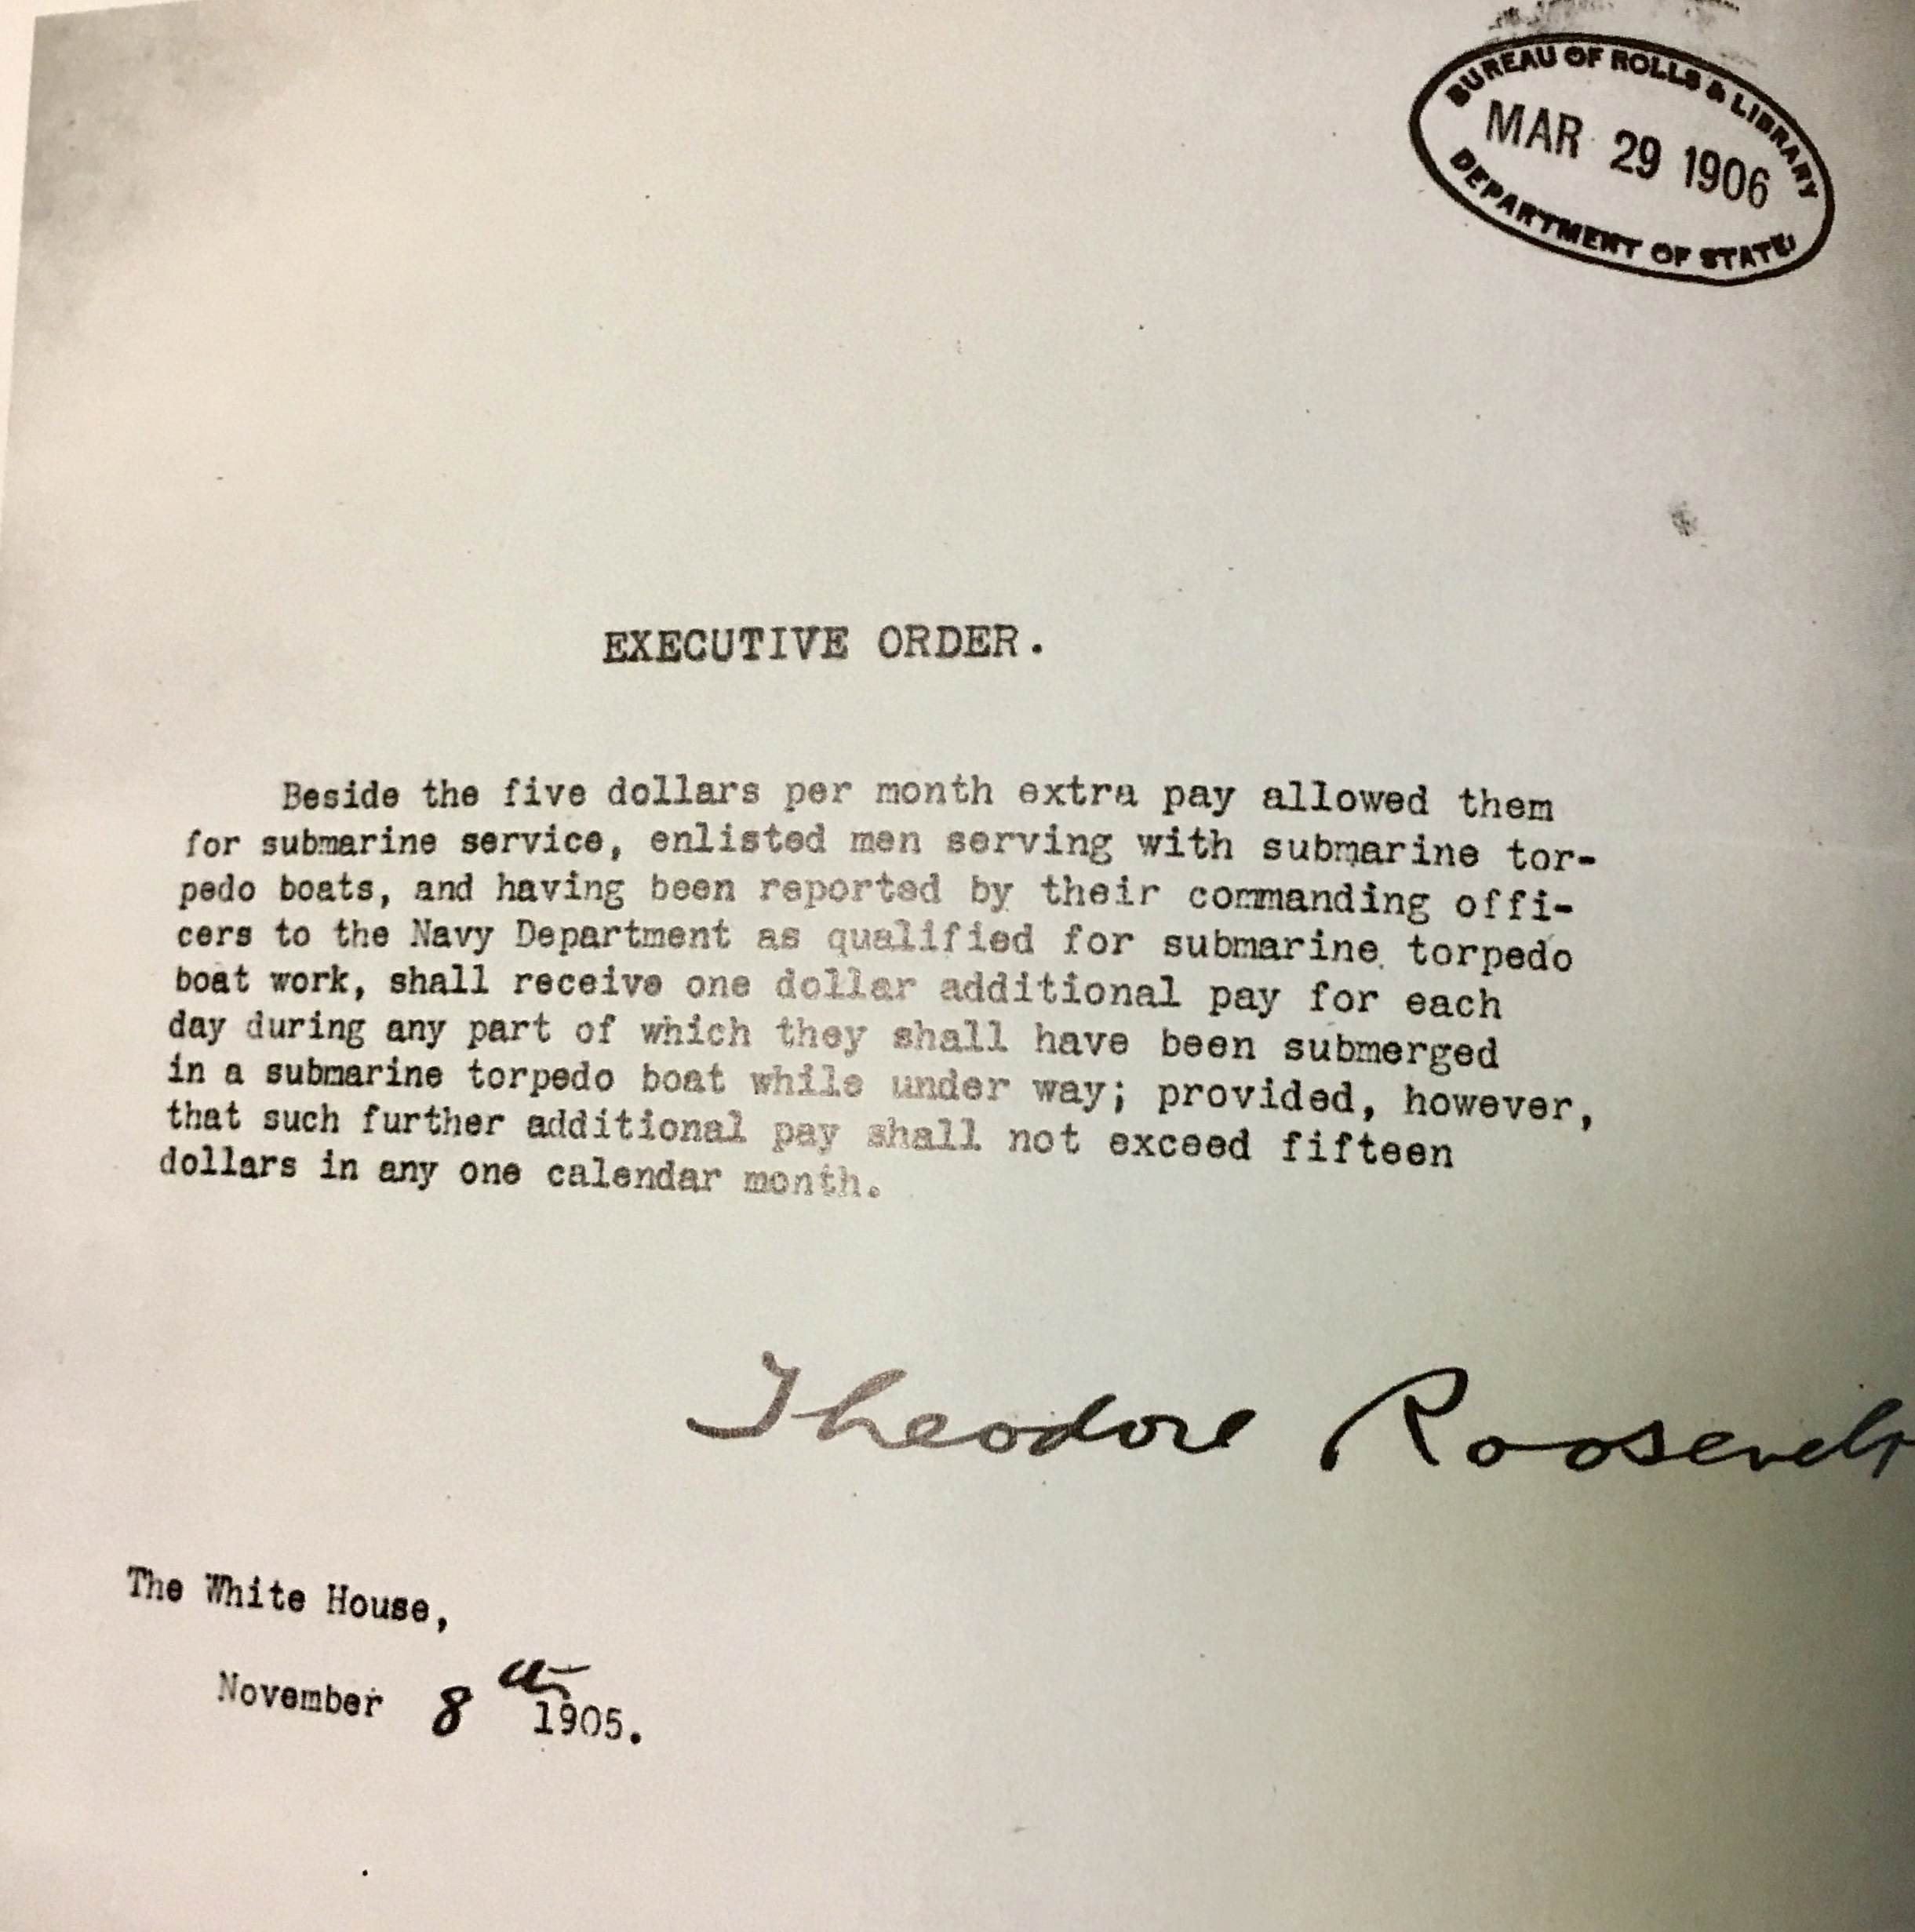 BUREAU OF ROLLS & LIBRARY
MAR 29 1906
DEPARTMENT OF STATE
EXECUTIVE ORDER.
Beside the five dollars per month extra pay allowed them
for submarine service, enlisted men serving with submarine tor-
pedo boats, and having been reported by their commanding offi-
cers to the Navy Department as qualified for submarine torpedo
boat work, shall receive one dollar additional pay for each
day during any part of which they shall have been submerged
in a submarine torpedo boat while under way; provided, however,
that such further additional pay shall not exceed fifteen
dollars in any one calendar month.
Theodore Roosevelt
The White House,
November 8th 1905.